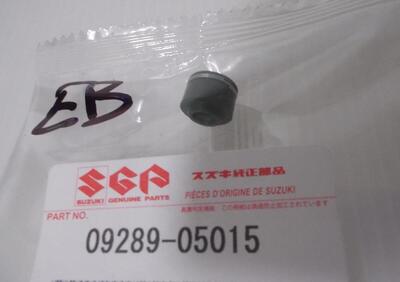 EB
SGP スズキ純正部品
SUZUKI GENUINE PARTS PIÈCES D'ORIGINE DE SUZUKI
PART NO.
09289-05015